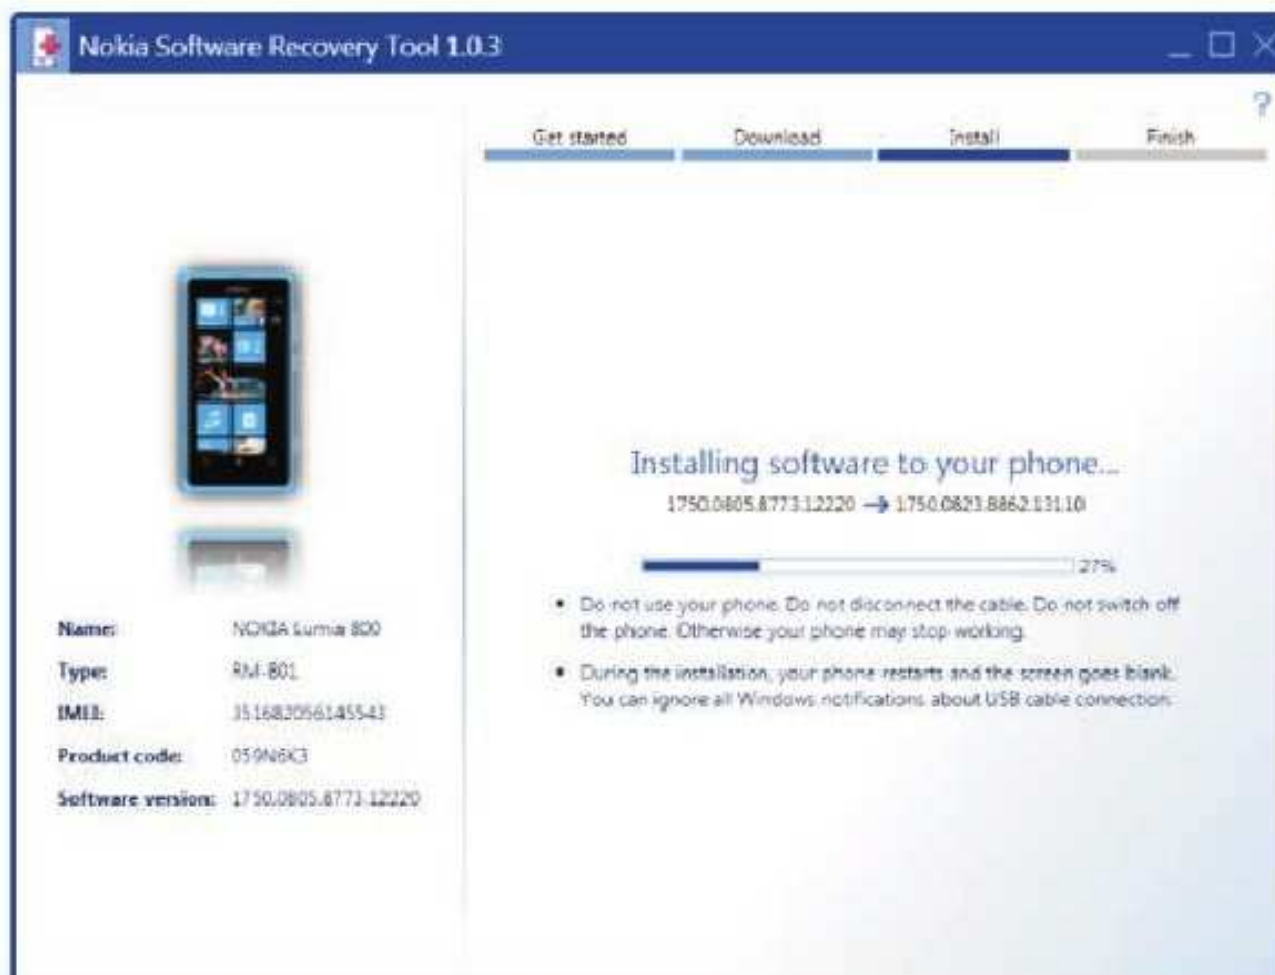 Nokia Software Recovery Tool 1.0.3
?
Get started Download Install Finish
Installing software to your phone...
1750.0805.8773.12220 → 1750.0823.8862.13110
27%
• Do not use your phone. Do not disconnect the cable. Do not switch off
the phone. Otherwise your phone may stop working.
• During the installation, your phone restarts and the screen goes blank.
You can ignore all Windows notifications about USB cable connection.
Name: NOKIA Lumia 800
Type: RM-801
IMEI: 351682056145543
Product code: 059N6K3
Software version: 1750.0805.8773.12220